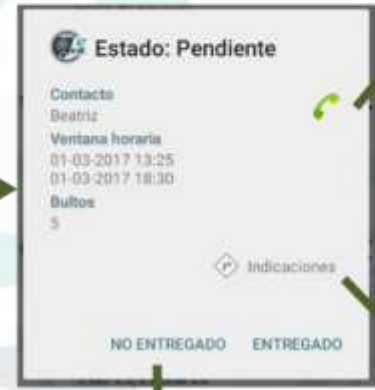 Estado: Pendiente
Contacto
Beatriz
Ventana horaria
01-03-2017 13:25
01-03-2017 18:30
Bultos
5
Indicaciones
NO ENTREGADO ENTREGADO